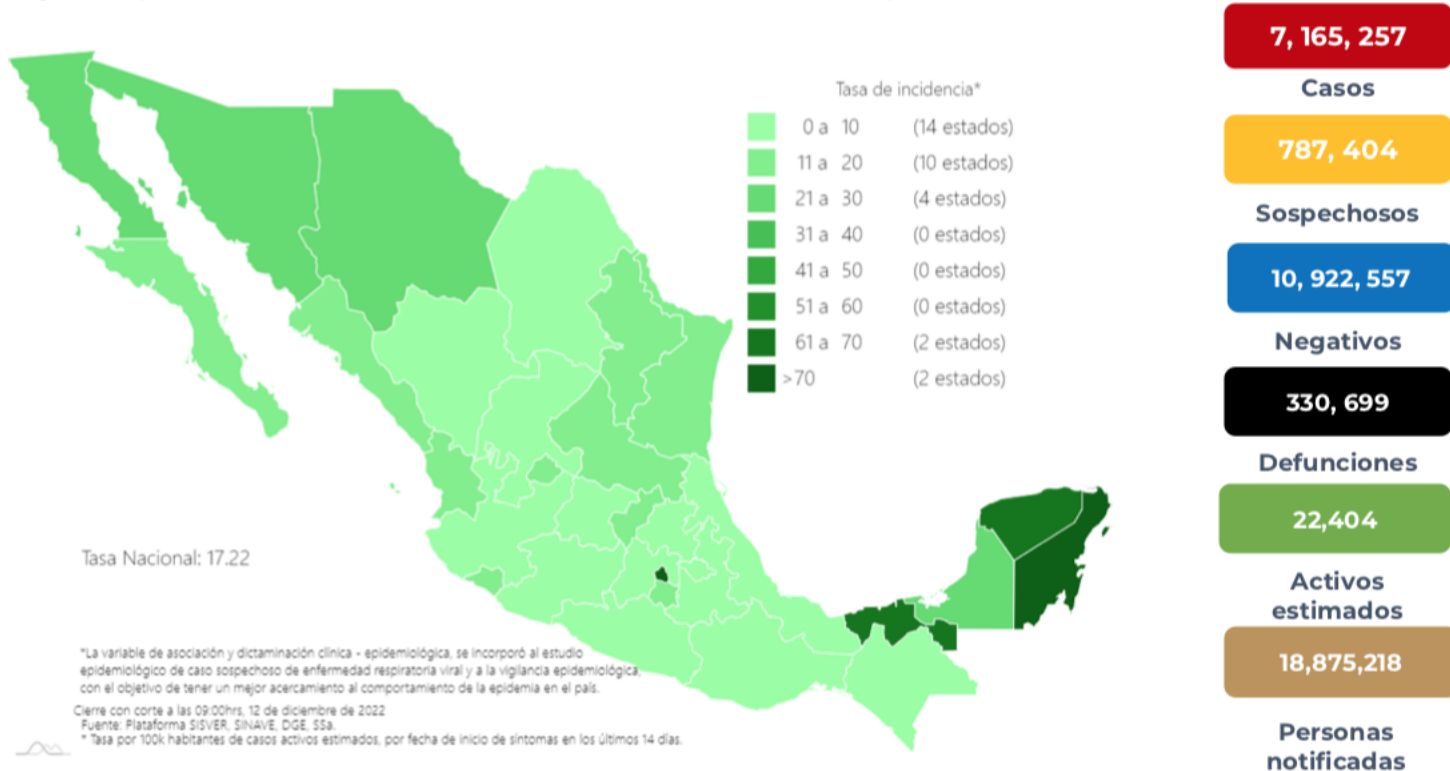 Tasa de incidencia*
0 a 10 (14 estados)
11 a 20 (10 estados)
21 a 30 (4 estados)
31 a 40 (0 estados)
41 a 50 (0 estados)
51 a 60 (0 estados)
61 a 70 (2 estados)
>70 (2 estados)
Tasa Nacional: 17.22
*La variable de asociación y dictaminación clínica - epidemiológica, se incorporó al estudio
epidemiológico de caso sospechoso de enfermedad respiratoria viral y a la vigilancia epidemiológica,
con el objetivo de tener un mejor acercamiento al comportamiento de la epidemia en el país.
Cierre con corte a las 09:00hrs, 12 de diciembre de 2022
Fuente: Plataforma SISVER, SINAVE, DGE, SSa.
* Tasa por 100k habitantes de casos activos estimados, por fecha de inicio de síntomas en los últimos 14 días.
7, 165, 257
Casos
787, 404
Sospechosos
10, 922, 557
Negativos
330, 699
Defunciones
22,404
Activos
estimados
18,875,218
Personas
notificadas